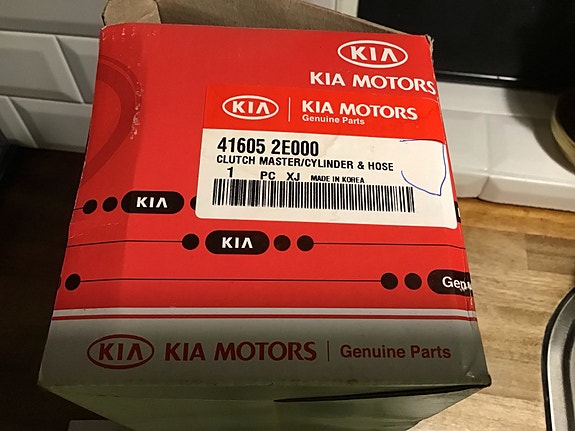 KIA
KIA MOTORS
KIA | KIA MOTORS
Genuine Parts
41605 2E000
CLUTCH MASTER/CYLINDER & HOSE
1 PC XJ MADE IN KOREA
KIA
KIA
Genu
KIA KIA MOTORS | Genuine Parts